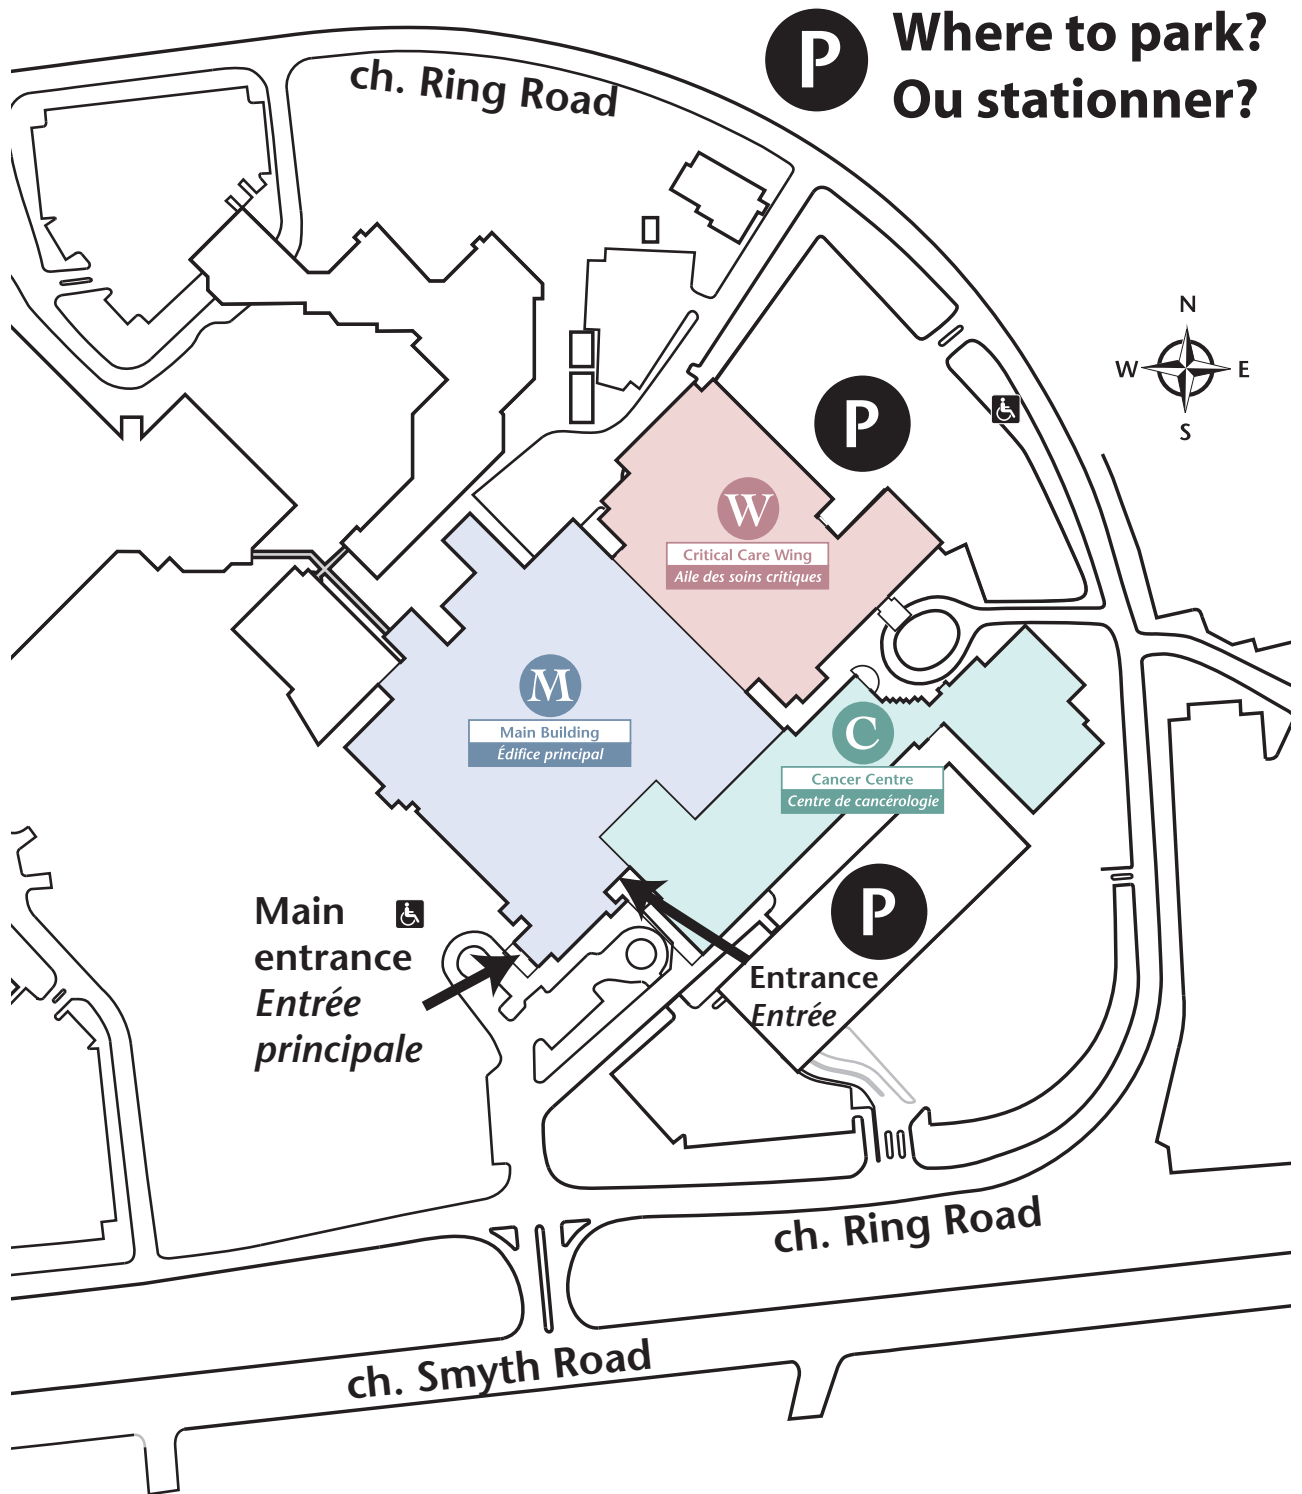 P
Where to park?
Ou stationner?
ch. Ring Road
N
W
E
S
P
W
Critical Care Wing
Aile des soins critiques
M
Main Building
Édifice principal
C
Cancer Centre
Centre de cancérologie
P
Main
entrance
Entrée
principale
Entrance
Entrée
ch. Ring Road
ch. Smyth Road